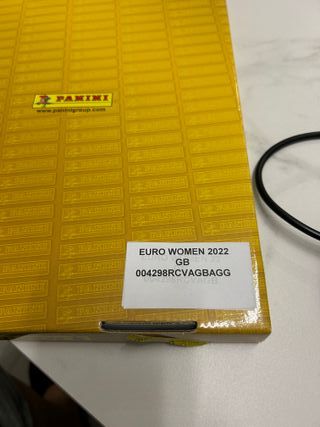 PANINI
www.paninigroup.com
EURO WOMEN 2022
GB
004298RCVAGBAGG